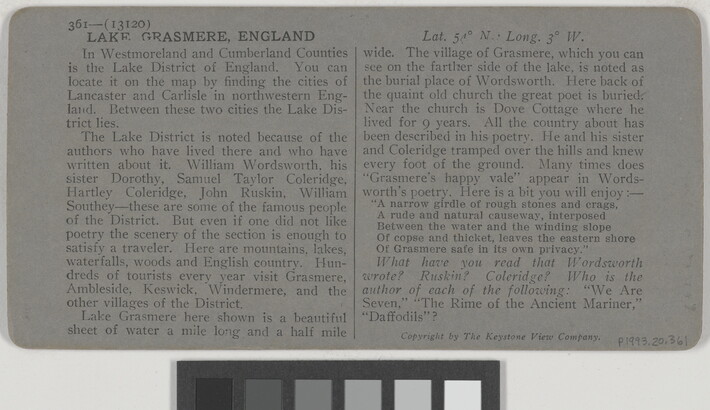 361—(13120)
LAKE GRASMERE, ENGLAND
In Westmoreland and Cumberland Counties
is the Lake District of England. You can
locate it on the map by finding the cities of
Lancaster and Carlisle in northwestern Eng-
land. Between these two cities the Lake Dis-
trict lies.
The Lake District is noted because of the
authors who have lived there and who have
written about it. William Wordsworth, his
sister Dorothy, Samuel Taylor Coleridge,
Hartley Coleridge, John Ruskin, William
Southey—these are some of the famous people
of the District. But even if one did not like
poetry the scenery of the section is enough to
satisfy a traveler. Here are mountains, lakes,
waterfalls, woods and English country. Hun-
dreds of tourists every year visit Grasmere,
Ambleside, Keswick, Windermere, and the
other villages of the District.
Lake Grasmere here shown is a beautiful
sheet of water a mile long and a half mile
Lat. 54° N.; Long. 3° W.
wide. The village of Grasmere, which you can
see on the farther side of the lake, is noted as
the burial place of Wordsworth. Here back of
the quaint old church the great poet is buried.
Near the church is Dove Cottage where he
lived for 9 years. All the country about has
been described in his poetry. He and his sister
and Coleridge tramped over the hills and knew
every foot of the ground. Many times does
"Grasmere's happy vale" appear in Words-
worth's poetry. Here is a bit you will enjoy:—
"A narrow girdle of rough stones and crags,
A rude and natural causeway, interposed
Between the water and the winding slope
Of copse and thicket, leaves the eastern shore
Of Grasmere safe in its own privacy."
What have you read that Wordsworth
wrote? Ruskin? Coleridge? Who is the
author of each of the following: "We Are
Seven," "The Rime of the Ancient Mariner,"
"Daffodils"?
Copyright by The Keystone View Company.
P1993.20.361